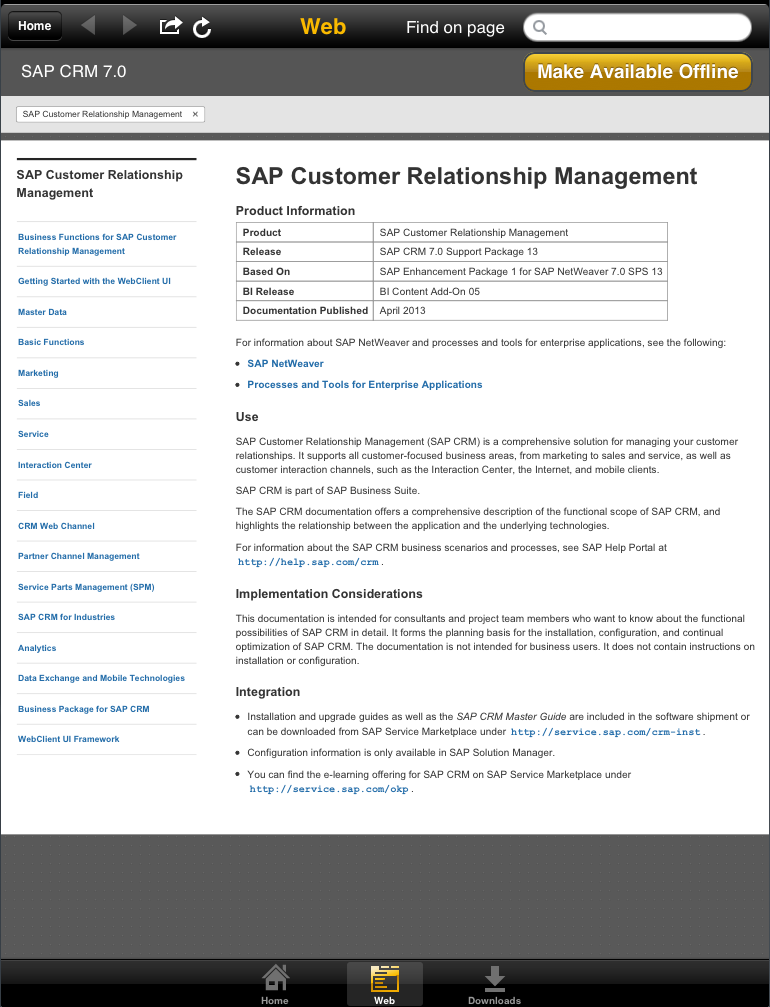 Home
Web
Find on page
SAP CRM 7.0
Make Available Offline
SAP Customer Relationship Management ×
SAP Customer Relationship
Management
Business Functions for SAP Customer
Relationship Management
Getting Started with the WebClient UI
Master Data
Basic Functions
Marketing
Sales
Service
Interaction Center
Field
CRM Web Channel
Partner Channel Management
Service Parts Management (SPM)
SAP CRM for Industries
Analytics
Data Exchange and Mobile Technologies
Business Package for SAP CRM
WebClient UI Framework
SAP Customer Relationship Management
Product Information
Product SAP Customer Relationship Management
Release SAP CRM 7.0 Support Package 13
Based On SAP Enhancement Package 1 for SAP NetWeaver 7.0 SPS 13
BI Release BI Content Add-On 05
Documentation Published April 2013
For information about SAP NetWeaver and processes and tools for enterprise applications, see the following:
• SAP NetWeaver
• Processes and Tools for Enterprise Applications
Use
SAP Customer Relationship Management (SAP CRM) is a comprehensive solution for managing your customer
relationships. It supports all customer-focused business areas, from marketing to sales and service, as well as
customer interaction channels, such as the Interaction Center, the Internet, and mobile clients.
SAP CRM is part of SAP Business Suite.
The SAP CRM documentation offers a comprehensive description of the functional scope of SAP CRM, and
highlights the relationship between the application and the underlying technologies.
For information about the SAP CRM business scenarios and processes, see SAP Help Portal at
http://help.sap.com/crm.
Implementation Considerations
This documentation is intended for consultants and project team members who want to know about the functional
possibilities of SAP CRM in detail. It forms the planning basis for the installation, configuration, and continual
optimization of SAP CRM. The documentation is not intended for business users. It does not contain instructions on
installation or configuration.
Integration
• Installation and upgrade guides as well as the SAP CRM Master Guide are included in the software shipment or
can be downloaded from SAP Service Marketplace under http://service.sap.com/crm-inst.
• Configuration information is only available in SAP Solution Manager.
• You can find the e-learning offering for SAP CRM on SAP Service Marketplace under
http://service.sap.com/okp.
Home
Web
Downloads